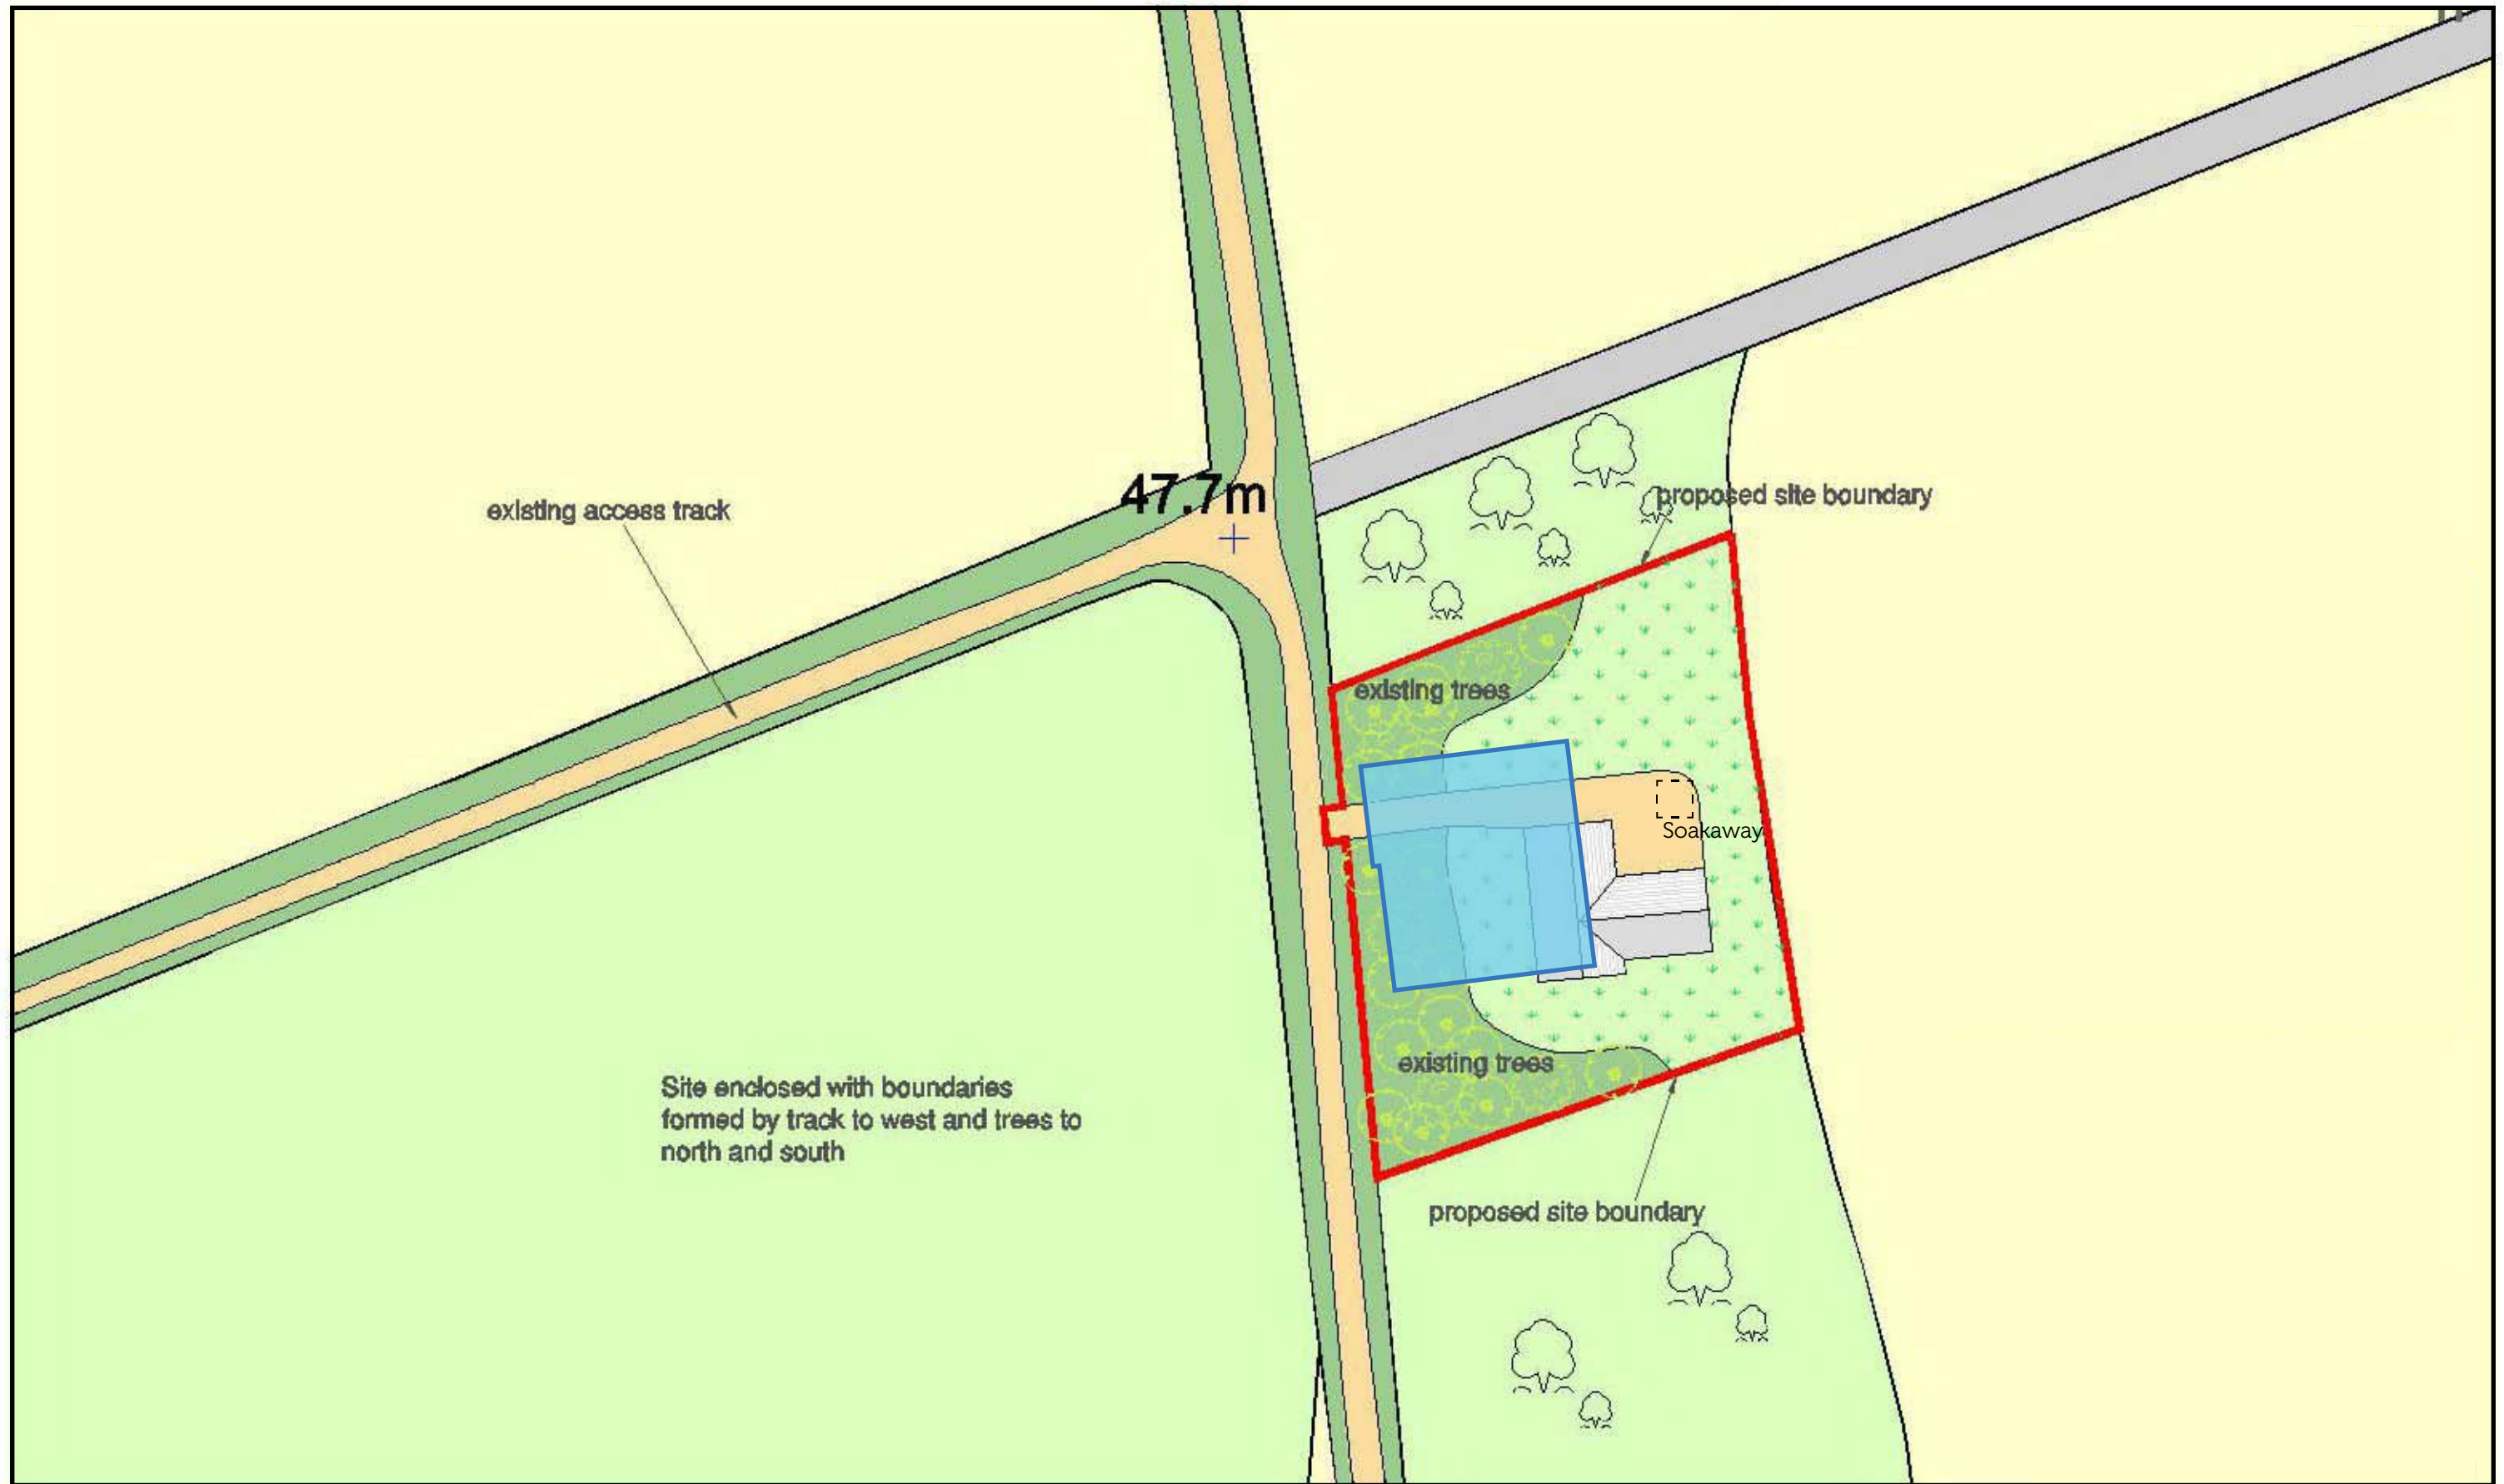 existing access track
47.7m
proposed site boundary
existing trees
Soakaway
existing trees
Site enclosed with boundaries
formed by track to west and trees to
north and south
proposed site boundary